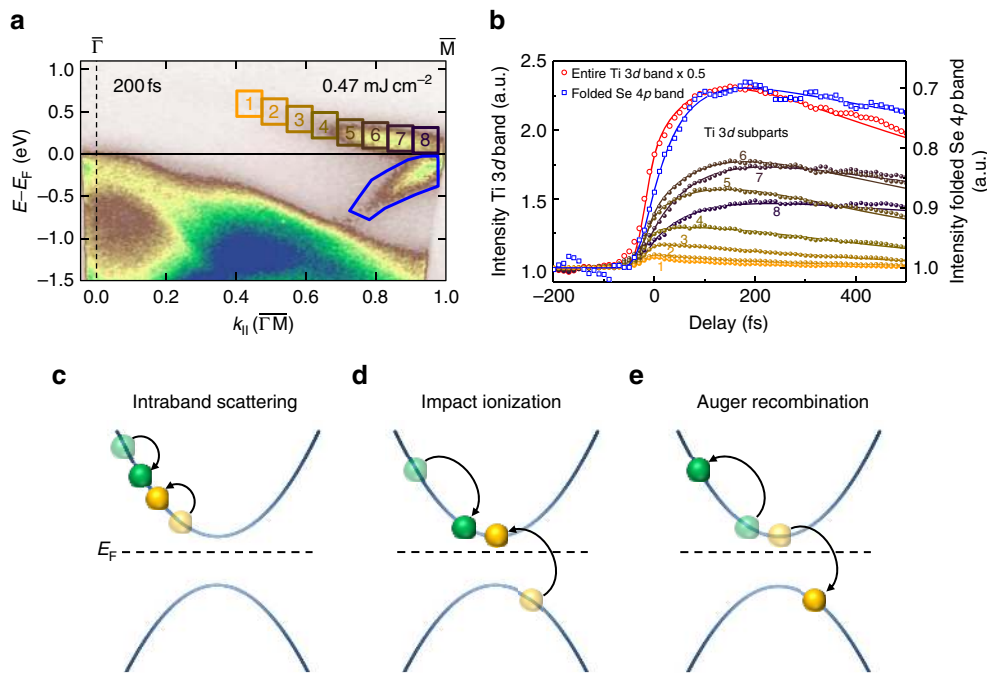 a
Γ̅
M̅
200 fs
0.47 mJ cm⁻²
1 2 3 4 5 6 7 8
1.0
0.5
0.0
−0.5
−1.0
−1.5
E–E_F (eV)
0.0 0.2 0.4 0.6 0.8 1.0
k_II (Γ̅M̅)
b
Entire Ti 3d band x 0.5
Folded Se 4p band
Ti 3d subparts
6
7
5
8
4
3
2
1
2.5
2.0
1.5
1.0
Intensity Ti 3d band (a.u.)
0.7
0.8
0.9
1.0
Intensity folded Se 4p band
(a.u.)
−200 0 200 400
Delay (fs)
c
Intraband scattering
E_F
d
Impact ionization
e
Auger recombination